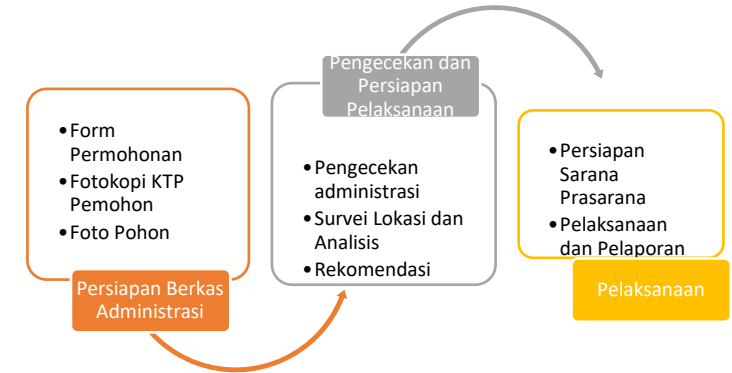 •Form
Permohonan
•Fotokopi KTP
Pemohon
•Foto Pohon
Persiapan Berkas
Administrasi
Pengecekan dan
Persiapan
Pelaksanaan
•Pengecekan
administrasi
•Survei Lokasi dan
Analisis
•Rekomendasi
•Persiapan
Sarana
Prasarana
•Pelaksanaan
dan Pelaporan
Pelaksanaan